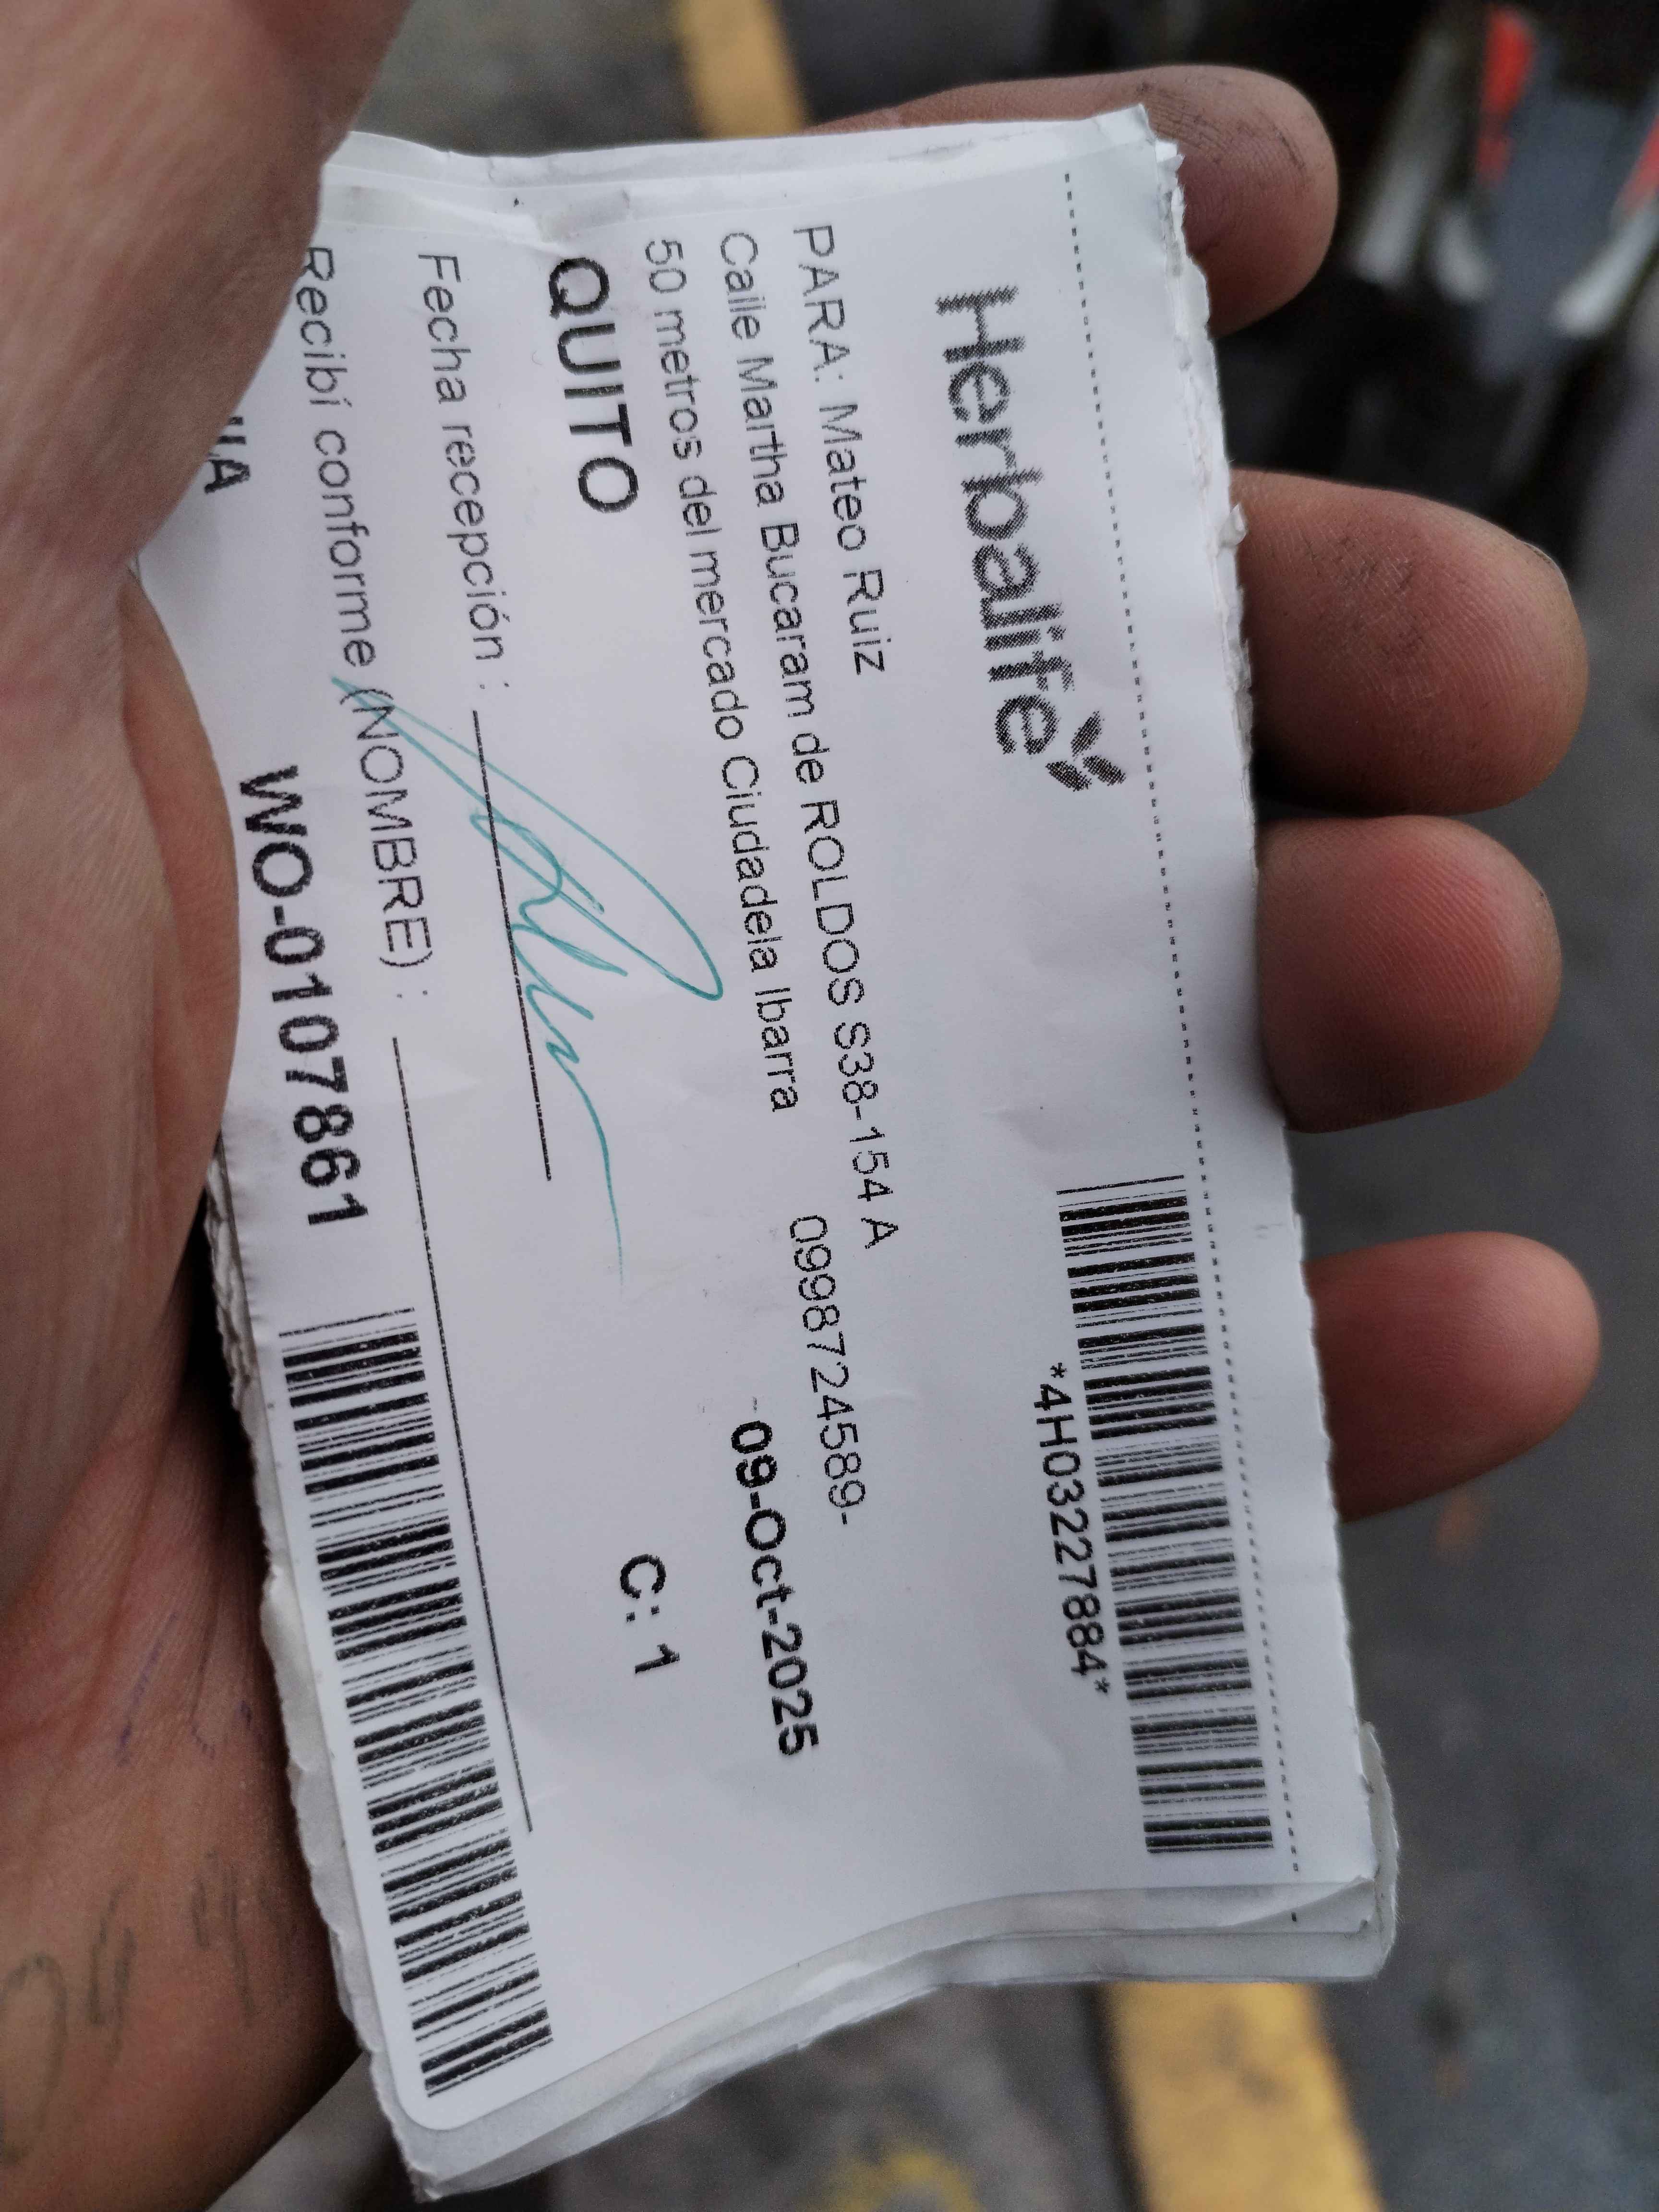 Herbalife
*4H03227884*
PARA: Mateo Ruiz
Calle Martha Bucaram de ROLDOS S38-154 A
50 metros del mercado Ciudadela Ibarra
0998724589-
QUITO
09-Oct-2025
C: 1
Fecha recepción :
Recibí conforme (NOMBRE) :
WO-0107861